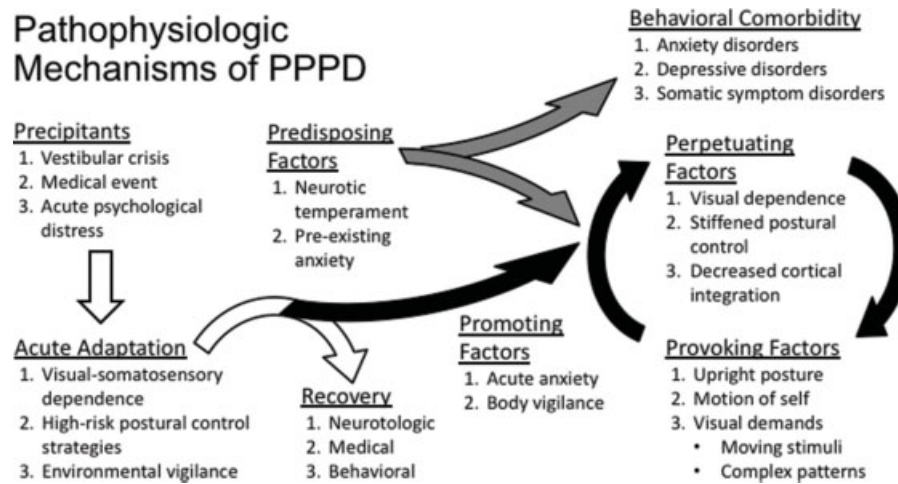 Pathophysiologic
Mechanisms of PPPD
Precipitants
1. Vestibular crisis
2. Medical event
3. Acute psychological
distress
Acute Adaptation
1. Visual-somatosensory
dependence
2. High-risk postural control
strategies
3. Environmental vigilance
Predisposing
Factors
1. Neurotic
temperament
2. Pre-existing
anxiety
Recovery
1. Neurotologic
2. Medical
3. Behavioral
Promoting
Factors
1. Acute anxiety
2. Body vigilance
Behavioral Comorbidity
1. Anxiety disorders
2. Depressive disorders
3. Somatic symptom disorders
Perpetuating
Factors
1. Visual dependence
2. Stiffened postural
control
3. Decreased cortical
integration
Provoking Factors
1. Upright posture
2. Motion of self
3. Visual demands
• Moving stimuli
• Complex patterns